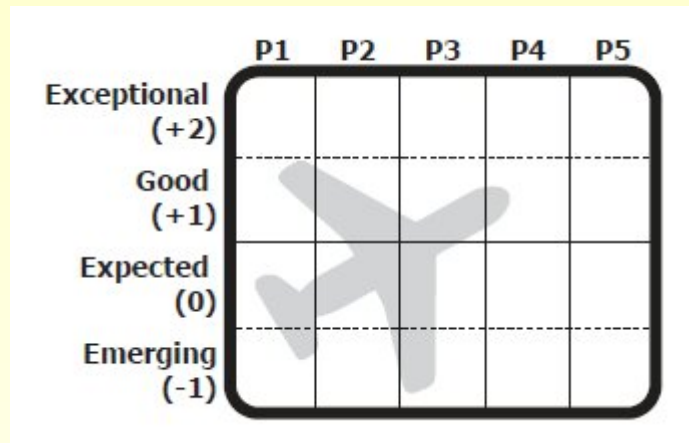 P1 P2 P3 P4 P5
Exceptional
(+2)
Good
(+1)
Expected
(0)
Emerging
(-1)